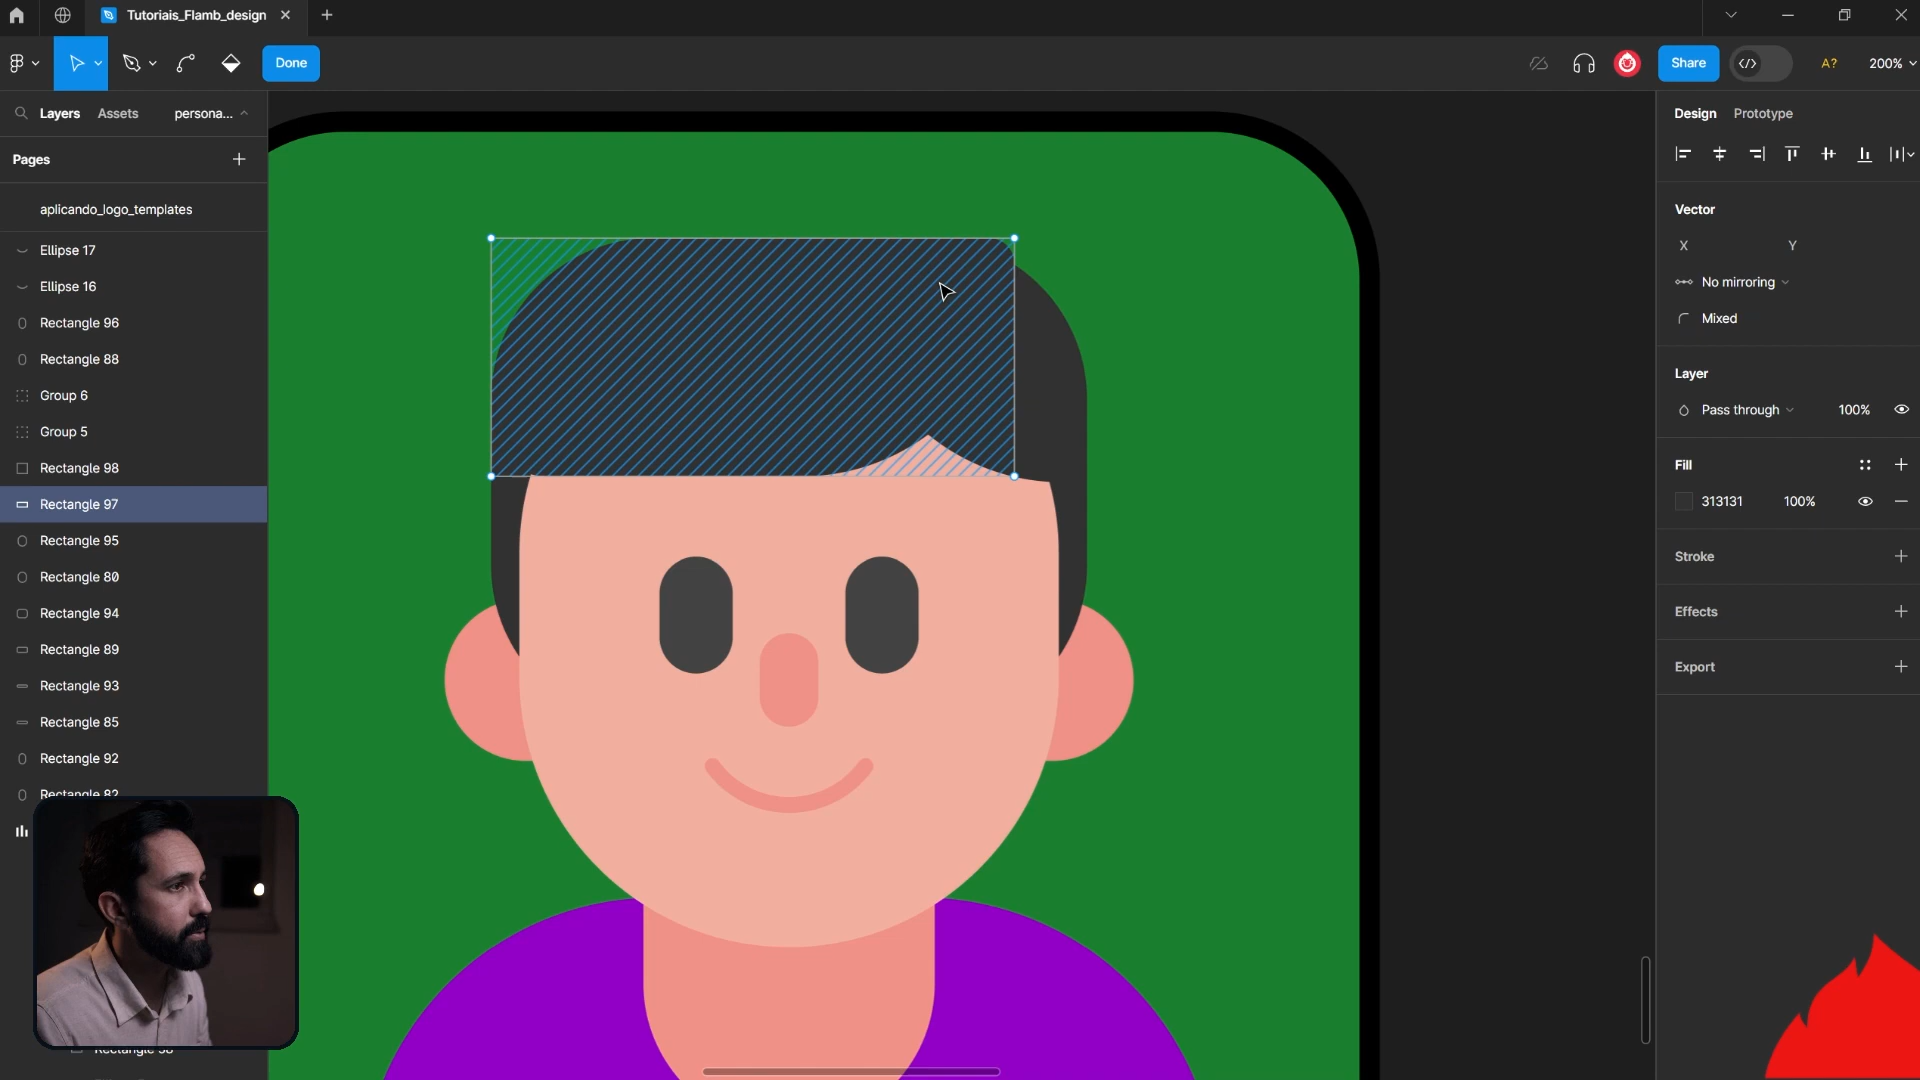 Tutoriais_Flamb_design
Done
Share
A?
200%
Layers
Assets
persona...
Design
Prototype
Pages
aplicando_logo_templates
Vector
X
Y
Ellipse 17
Ellipse 16
No mirroring
Mixed
Rectangle 96
Rectangle 88
Layer
Group 6
Pass through
100%
Group 5
Rectangle 98
Fill
Rectangle 97
313131
100%
Rectangle 95
Stroke
Rectangle 80
Rectangle 94
Effects
Rectangle 89
Export
Rectangle 93
Rectangle 85
Rectangle 92
Rectangle 82